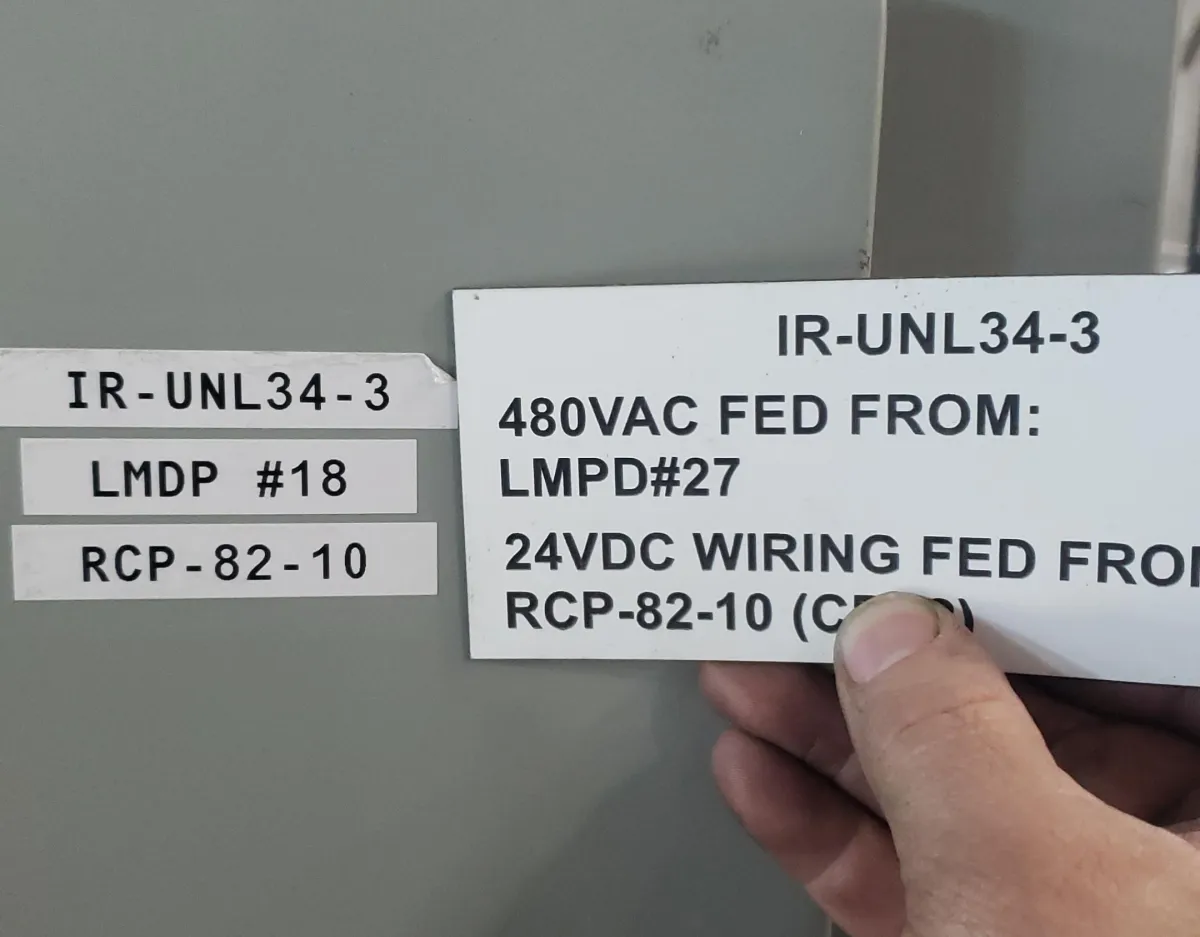 IR-UNL34-3
LMDP #18
RCP-82-10
IR-UNL34-3
480VAC FED FROM:
LMPD#27
24VDC WIRING FED
RCP-82-10